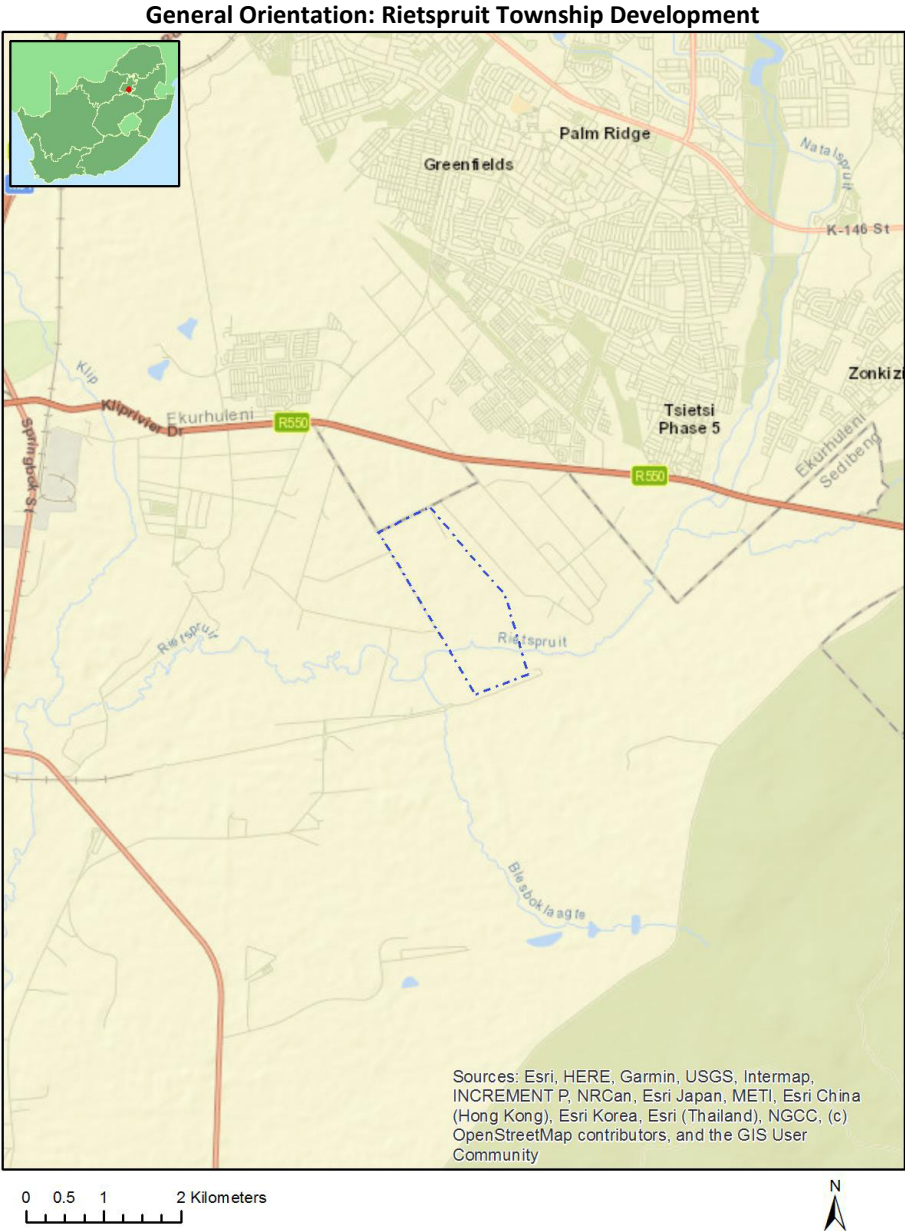 General Orientation: Rietspruit Township Development
Palm Ridge
Greenfields
Natalspruit
K-146 St
Klip
Zonkizi
Kliprivier Dr
Ekurhuleni
R550
Tsietsi
Phase 5
Springbok St
R550
Ekurhuleni
Sedibeng
Rietspruit
Rietspruit
Blesboklaagte
Sources: Esri, HERE, Garmin, USGS, Intermap,
INCREMENT P, NRCan, Esri Japan, METI, Esri China
(Hong Kong), Esri Korea, Esri (Thailand), NGCC, (c)
OpenStreetMap contributors, and the GIS User
Community
0 0.5 1 2 Kilometers
N